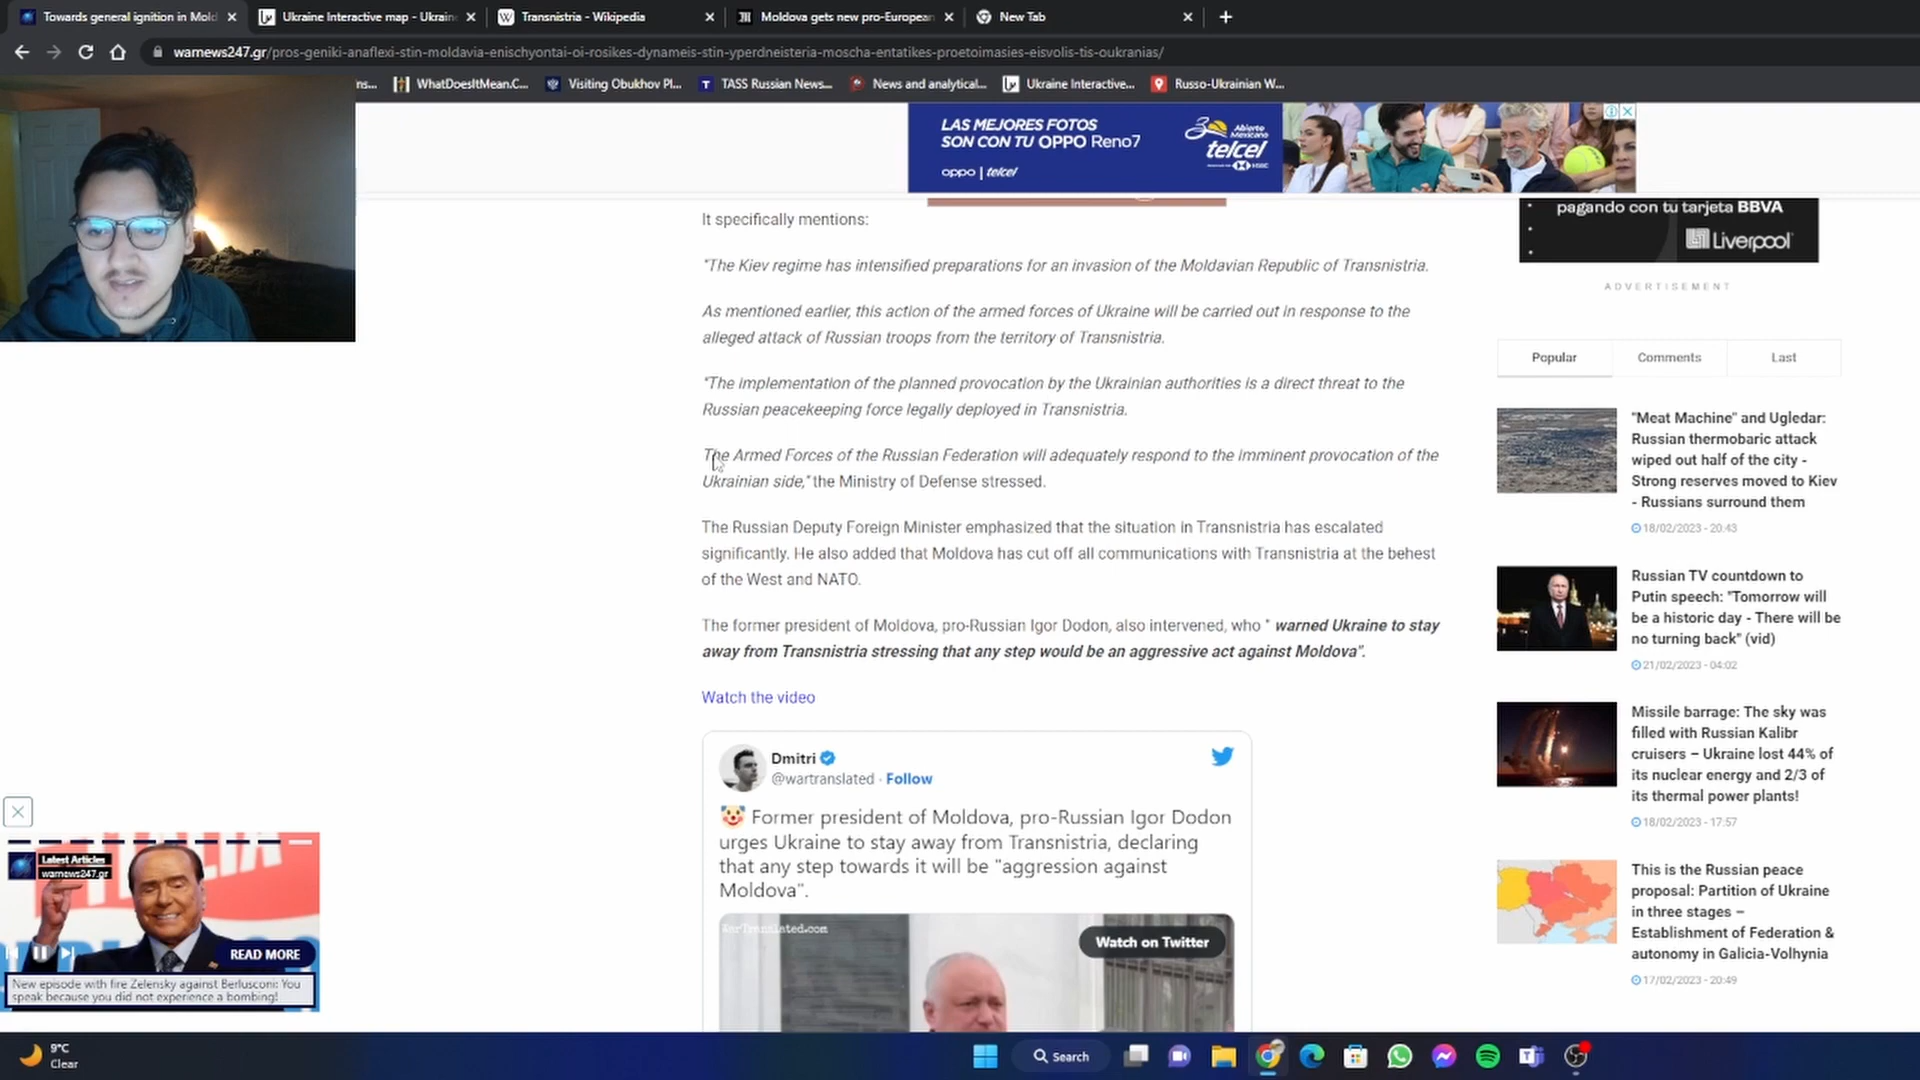 Towards general ignition in Mold
Ukraine Interactive map - Ukrain
Transnistria - Wikipedia
Moldova gets new pro-European
New Tab
warnews247.gr/pros-geniki-anaflexi-stin-moldavia-enischyontai-oi-rosikes-dynameis-stin-yperdneisteria-moscha-entatikes-proetoimasies-eisvolis-tis-oukranias/
ns...
WhatDoesItMean.C...
Visiting Obukhov Pl...
TASS Russian News...
News and analytical...
Ukraine Interactive...
Russo-Ukrainian W...
LAS MEJORES FOTOS
SON CON TU OPPO Reno7
oppo | telcel
Abierto
Mexicano
telcel
HSBC
pagando con tu tarjeta BBVA
Liverpool
ADVERTISEMENT
It specifically mentions:
"The Kiev regime has intensified preparations for an invasion of the Moldavian Republic of Transnistria.
As mentioned earlier, this action of the armed forces of Ukraine will be carried out in response to the
alleged attack of Russian troops from the territory of Transnistria.
"The implementation of the planned provocation by the Ukrainian authorities is a direct threat to the
Russian peacekeeping force legally deployed in Transnistria.
The Armed Forces of the Russian Federation will adequately respond to the imminent provocation of the
Ukrainian side," the Ministry of Defense stressed.
The Russian Deputy Foreign Minister emphasized that the situation in Transnistria has escalated
significantly. He also added that Moldova has cut off all communications with Transnistria at the behest
of the West and NATO.
The former president of Moldova, pro-Russian Igor Dodon, also intervened, who " warned Ukraine to stay
away from Transnistria stressing that any step would be an aggressive act against Moldova".
Watch the video
Dmitri
@wartranslated · Follow
Former president of Moldova, pro-Russian Igor Dodon
urges Ukraine to stay away from Transnistria, declaring
that any step towards it will be "aggression against
Moldova".
WarTranslated.com
Watch on Twitter
Popular
Comments
Last
"Meat Machine" and Ugledar:
Russian thermobaric attack
wiped out half of the city -
Strong reserves moved to Kiev
- Russians surround them
18/02/2023 - 20:43
Russian TV countdown to
Putin speech: "Tomorrow will
be a historic day - There will be
no turning back" (vid)
21/02/2023 - 04:02
Missile barrage: The sky was
filled with Russian Kalibr
cruisers – Ukraine lost 44% of
its nuclear energy and 2/3 of
its thermal power plants!
18/02/2023 - 17:57
This is the Russian peace
proposal: Partition of Ukraine
in three stages –
Establishment of Federation &
autonomy in Galicia-Volhynia
17/02/2023 - 20:49
Latest Articles
warnews247.gr
READ MORE
New episode with fire Zelensky against Berlusconi: You
speak because you did not experience a bombing!
9°C
Clear
Search